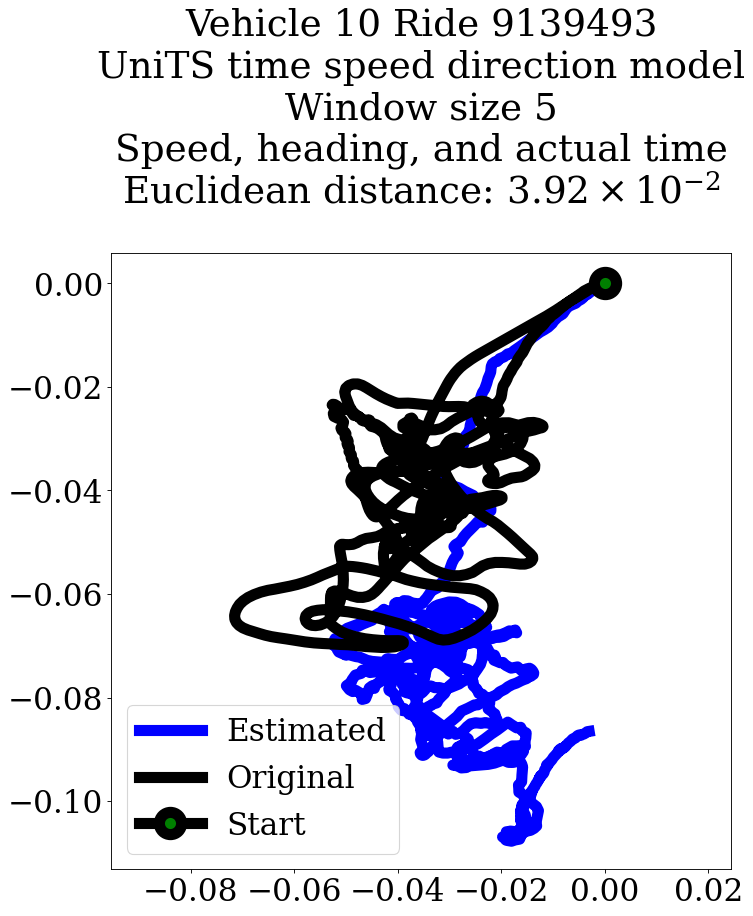 Vehicle 10 Ride 9139493
UniTS time speed direction model
Window size 5
Speed, heading, and actual time
Euclidean distance: 3.92 × 10⁻²
0.00
−0.02
−0.04
−0.06
−0.08
−0.10
Estimated
Original
Start
−0.08 −0.06 −0.04 −0.02 0.00 0.02